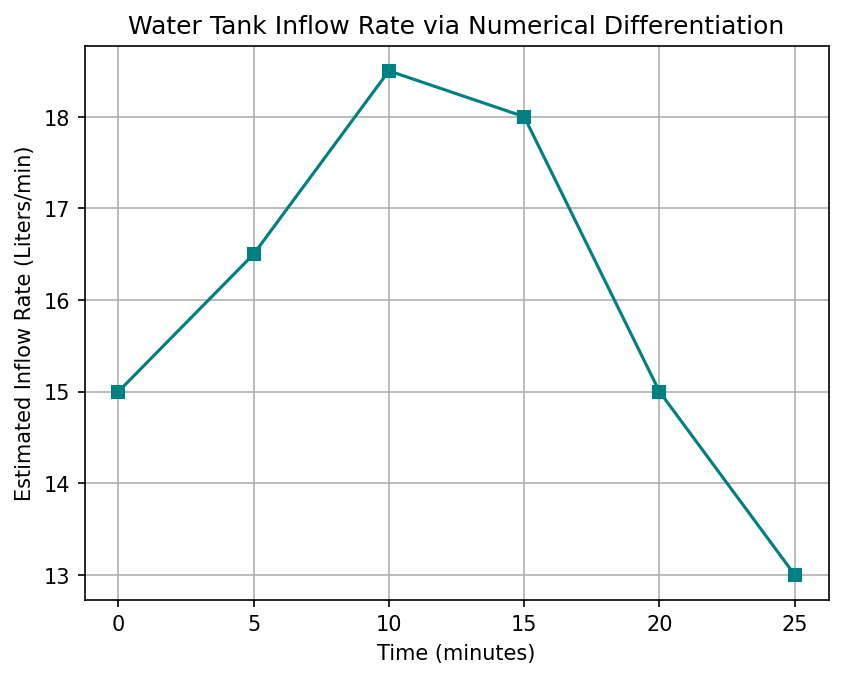 Water Tank Inflow Rate via Numerical Differentiation
Estimated Inflow Rate (Liters/min)
18
17
16
15
14
13
0 5 10 15 20 25
Time (minutes)